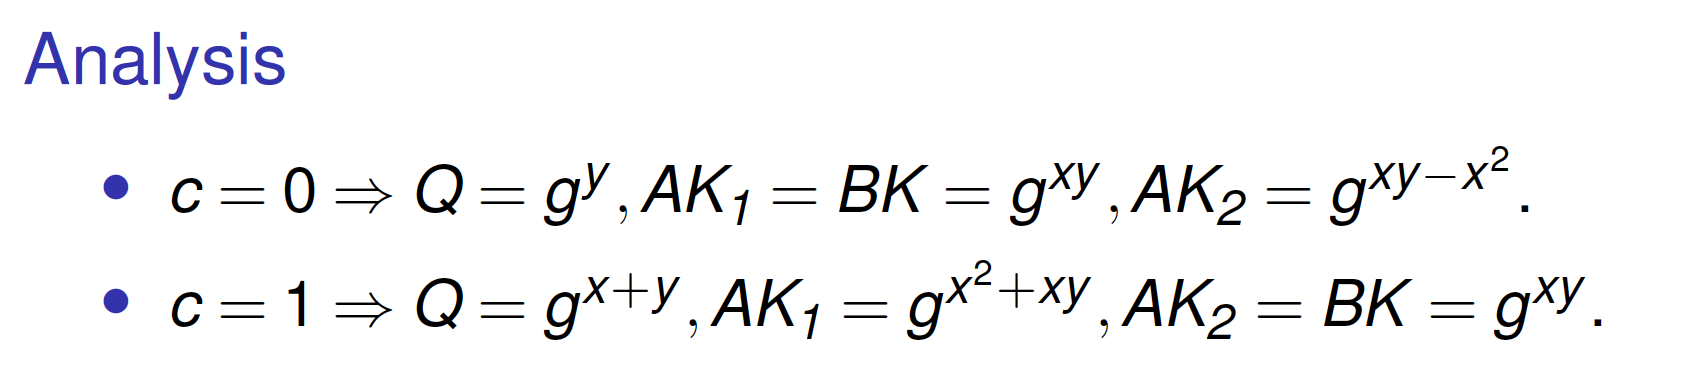 Analysis
• c = 0 ⇒ Q = g^y, AK_1 = BK = g^{xy}, AK_2 = g^{xy−x^2}.
• c = 1 ⇒ Q = g^{x+y}, AK_1 = g^{x^2+xy}, AK_2 = BK = g^{xy}.